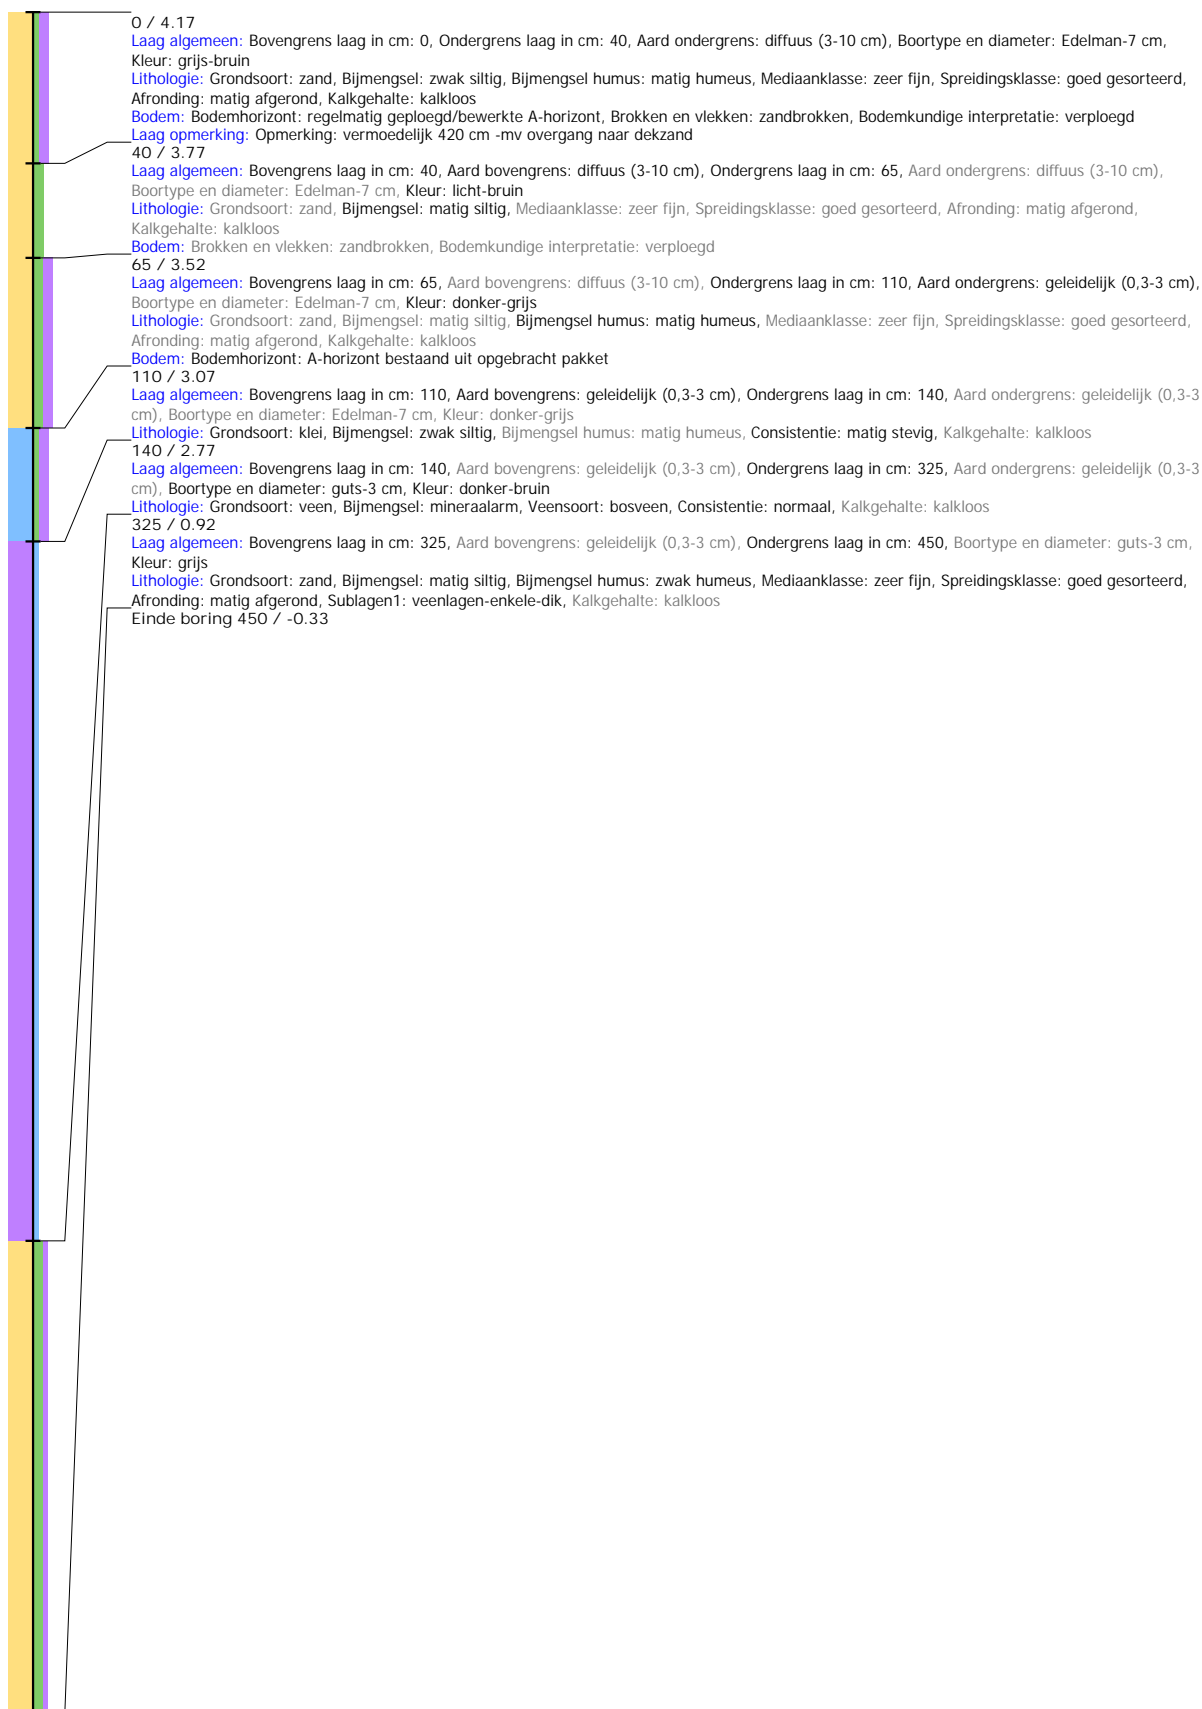 0 / 4.17
Laag algemeen: Bovengrens laag in cm: 0, Ondergrens laag in cm: 40, Aard ondergrens: diffuus (3-10 cm), Boortype en diameter: Edelman-7 cm,
Kleur: grijs-bruin
Lithologie: Grondsoort: zand, Bijmengsel: zwak siltig, Bijmengsel humus: matig humeus, Mediaanklasse: zeer fijn, Spreidingsklasse: goed gesorteerd,
Afronding: matig afgerond, Kalkgehalte: kalkloos
Bodem: Bodemhorizont: regelmatig geploegd/bewerkte A-horizont, Brokken en vlekken: zandbrokken, Bodemkundige interpretatie: verploegd
Laag opmerking: Opmerking: vermoedelijk 420 cm -mv overgang naar dekzand
40 / 3.77
Laag algemeen: Bovengrens laag in cm: 40, Aard bovengrens: diffuus (3-10 cm), Ondergrens laag in cm: 65, Aard ondergrens: diffuus (3-10 cm),
Boortype en diameter: Edelman-7 cm, Kleur: licht-bruin
Lithologie: Grondsoort: zand, Bijmengsel: matig siltig, Mediaanklasse: zeer fijn, Spreidingsklasse: goed gesorteerd, Afronding: matig afgerond,
Kalkgehalte: kalkloos
Bodem: Brokken en vlekken: zandbrokken, Bodemkundige interpretatie: verploegd
65 / 3.52
Laag algemeen: Bovengrens laag in cm: 65, Aard bovengrens: diffuus (3-10 cm), Ondergrens laag in cm: 110, Aard ondergrens: geleidelijk (0,3-3 cm),
Boortype en diameter: Edelman-7 cm, Kleur: donker-grijs
Lithologie: Grondsoort: zand, Bijmengsel: matig siltig, Bijmengsel humus: matig humeus, Mediaanklasse: zeer fijn, Spreidingsklasse: goed gesorteerd,
Afronding: matig afgerond, Kalkgehalte: kalkloos
Bodem: Bodemhorizont: A-horizont bestaand uit opgebracht pakket
110 / 3.07
Laag algemeen: Bovengrens laag in cm: 110, Aard bovengrens: geleidelijk (0,3-3 cm), Ondergrens laag in cm: 140, Aard ondergrens: geleidelijk (0,3-3
cm), Boortype en diameter: Edelman-7 cm, Kleur: donker-grijs
Lithologie: Grondsoort: klei, Bijmengsel: zwak siltig, Bijmengsel humus: matig humeus, Consistentie: matig stevig, Kalkgehalte: kalkloos
140 / 2.77
Laag algemeen: Bovengrens laag in cm: 140, Aard bovengrens: geleidelijk (0,3-3 cm), Ondergrens laag in cm: 325, Aard ondergrens: geleidelijk (0,3-3
cm), Boortype en diameter: guts-3 cm, Kleur: donker-bruin
Lithologie: Grondsoort: veen, Bijmengsel: mineraalarm, Veensoort: bosveen, Consistentie: normaal, Kalkgehalte: kalkloos
325 / 0.92
Laag algemeen: Bovengrens laag in cm: 325, Aard bovengrens: geleidelijk (0,3-3 cm), Ondergrens laag in cm: 450, Boortype en diameter: guts-3 cm,
Kleur: grijs
Lithologie: Grondsoort: zand, Bijmengsel: matig siltig, Bijmengsel humus: zwak humeus, Mediaanklasse: zeer fijn, Spreidingsklasse: goed gesorteerd,
Afronding: matig afgerond, Sublagen1: veenlagen-enkele-dik, Kalkgehalte: kalkloos
Einde boring 450 / -0.33